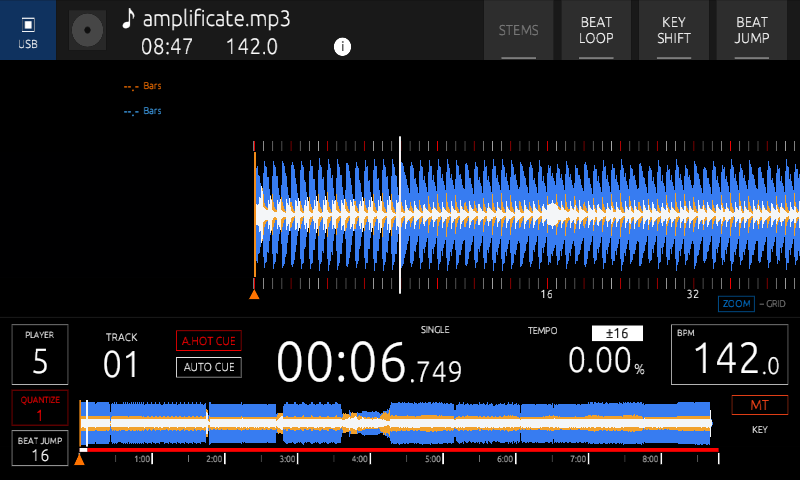 USB
amplificate.mp3
08:47 142.0
i
STEMS
BEAT
LOOP
KEY
SHIFT
BEAT
JUMP
--.- Bars
--.- Bars
16 32
ZOOM – GRID
PLAYER
5
TRACK
01
A.HOT CUE
AUTO CUE
SINGLE
00:06.749
TEMPO
±16
0.00%
BPM
142.0
QUANTIZE
1
BEAT JUMP
16
MT
KEY
1:00 2:00 3:00 4:00 5:00 6:00 7:00 8:00